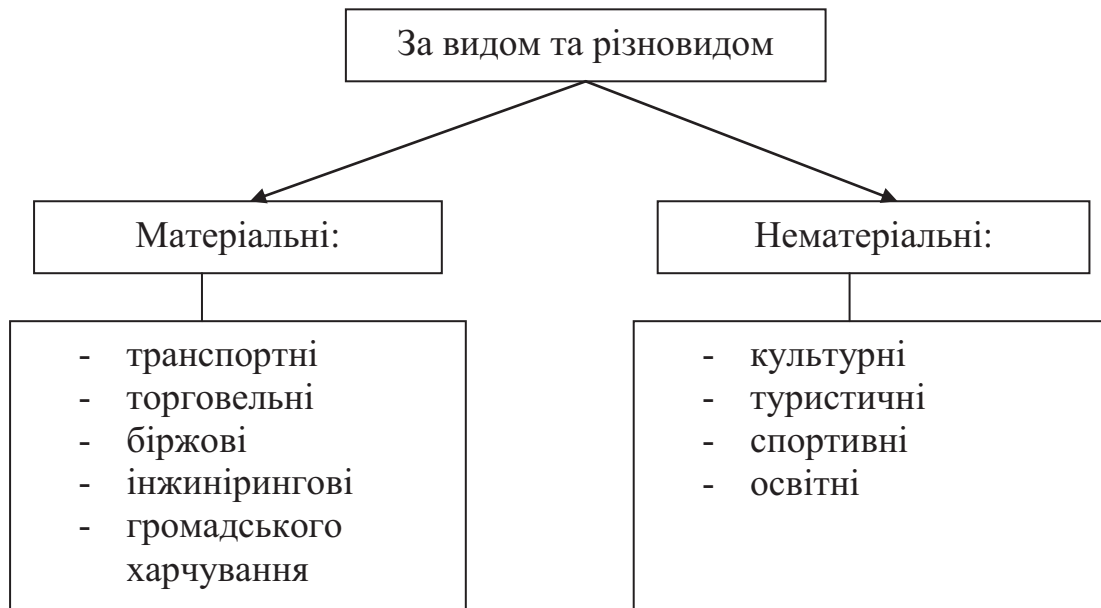 За видом та різновидом
Матеріальні:
- транспортні
- торговельні
- біржові
- інжинірингові
- громадського
харчування
Нематеріальні:
- культурні
- туристичні
- спортивні
- освітні